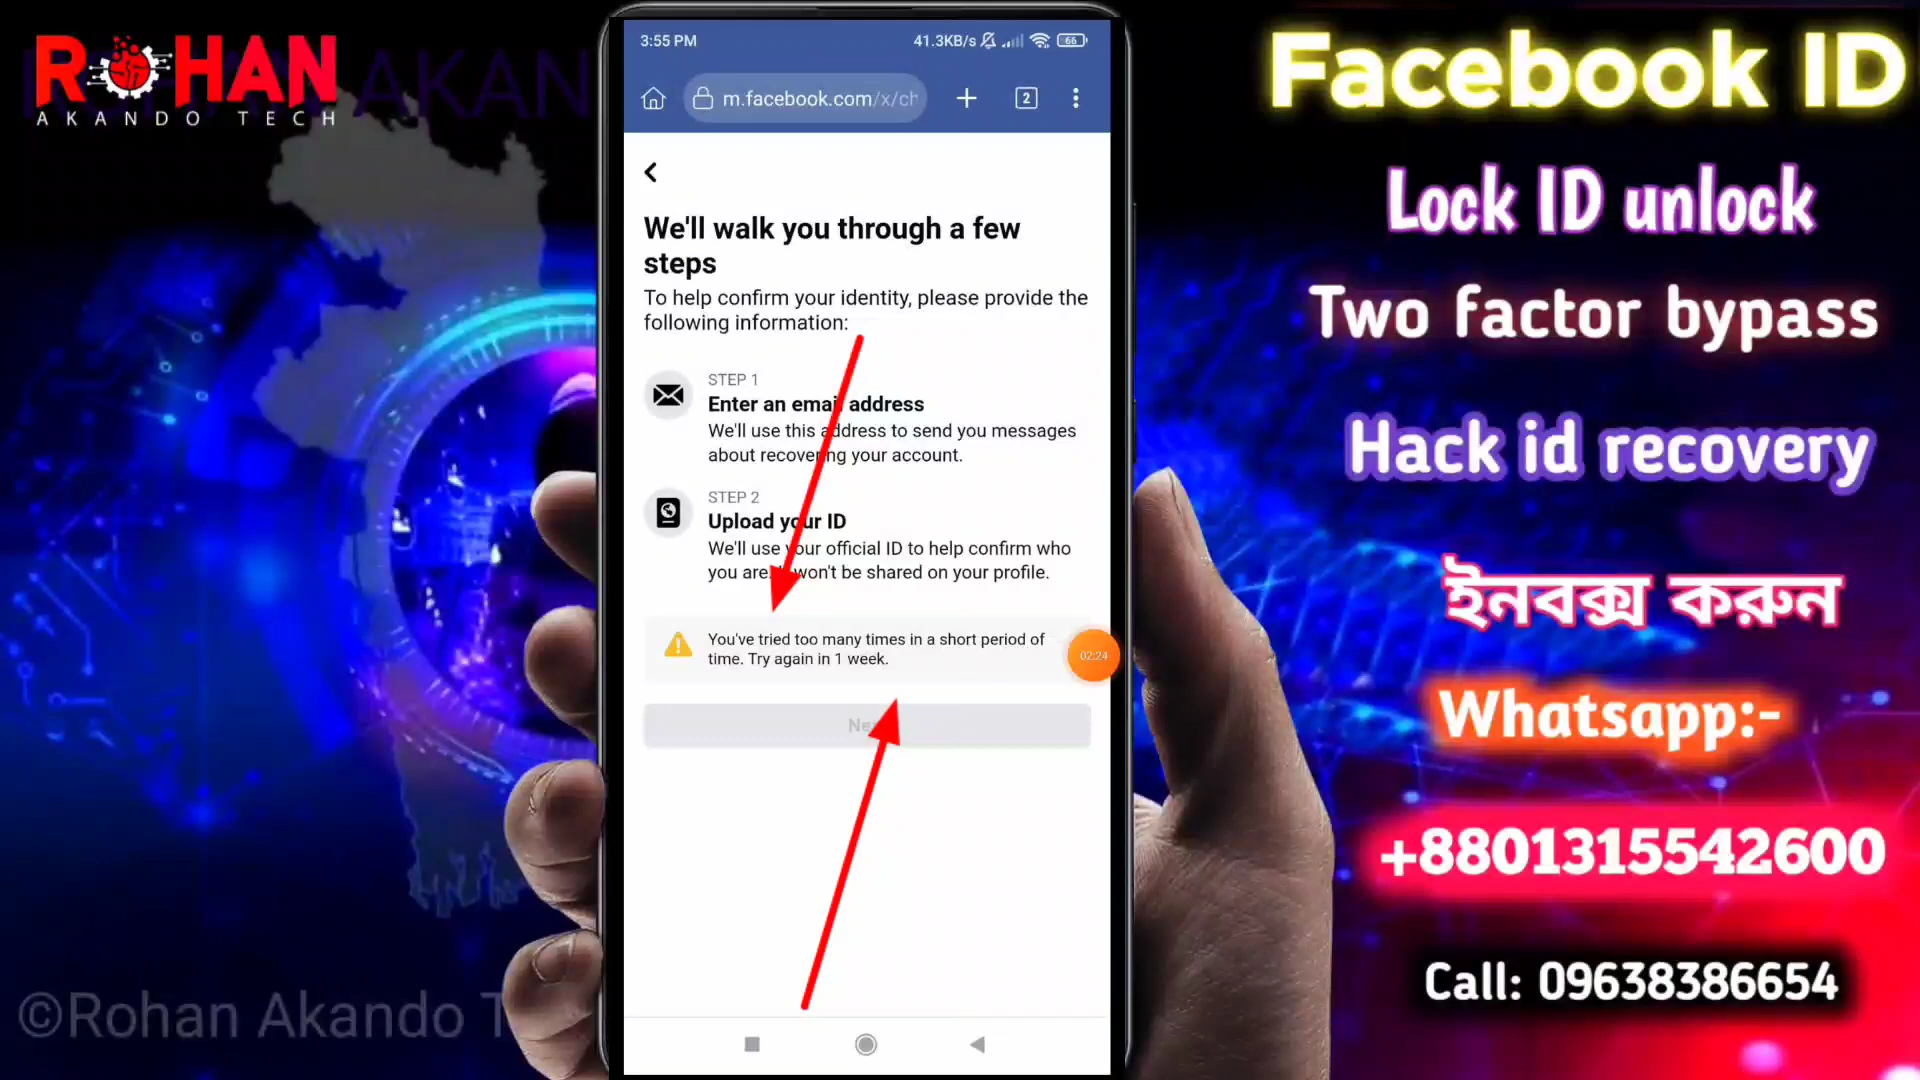 ROHAN
AKANDO TECH
AKAN
©Rohan Akando T
3:55 PM
41.3KB/s
66
m.facebook.com/x/ch
2
We'll walk you through a few
steps
To help confirm your identity, please provide the
following information:
STEP 1
Enter an email address
We'll use this address to send you messages
about recovering your account.
STEP 2
Upload your ID
We'll use your official ID to help confirm who
you are. It won't be shared on your profile.
You've tried too many times in a short period of
time. Try again in 1 week.
02:24
Facebook ID
Lock ID unlock
Two factor bypass
Hack id recovery
ইনবক্স করুন
Whatsapp:-
+8801315542600
Call: 09638386654